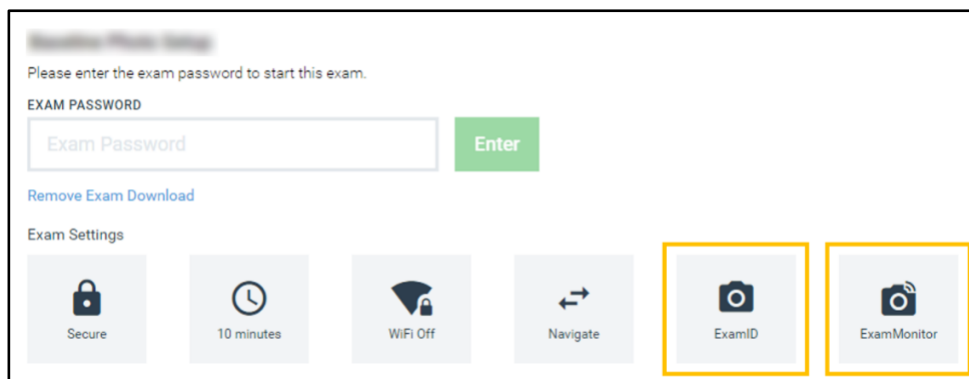 Please enter the exam password to start this exam.
EXAM PASSWORD
Exam Password
Enter
Remove Exam Download
Exam Settings
Secure
10 minutes
WiFi Off
Navigate
ExamID
ExamMonitor